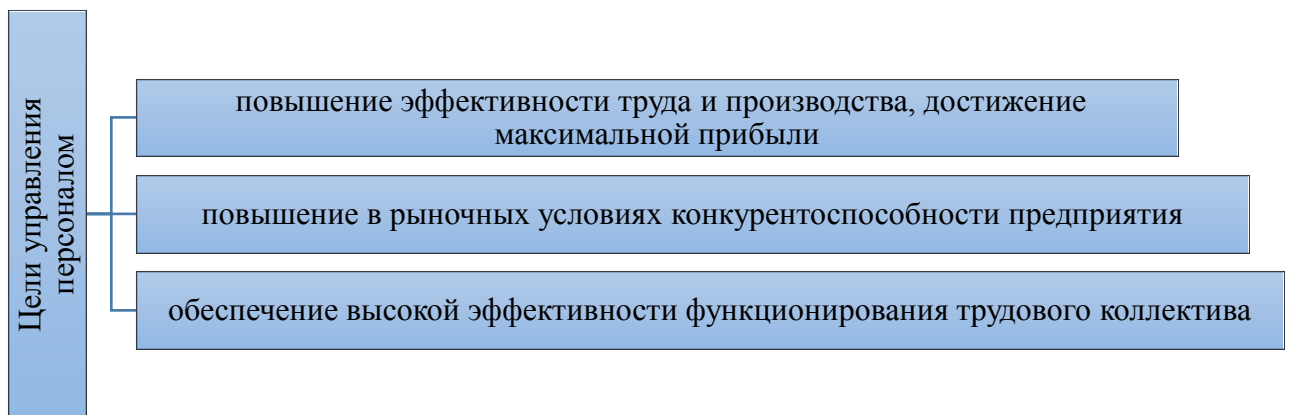 Цели управления
персоналом
повышение эффективности труда и производства, достижение
максимальной прибыли
повышение в рыночных условиях конкурентоспособности предприятия
обеспечение высокой эффективности функционирования трудового коллектива